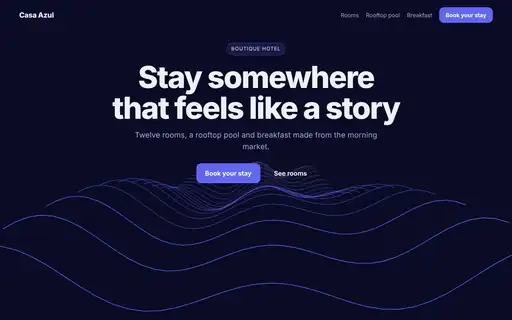 Casa Azul
Rooms
Rooftop pool
Breakfast
Book your stay
BOUTIQUE HOTEL
Stay somewhere
that feels like a story
Twelve rooms, a rooftop pool and breakfast made from the morning
market.
Book your stay
See rooms